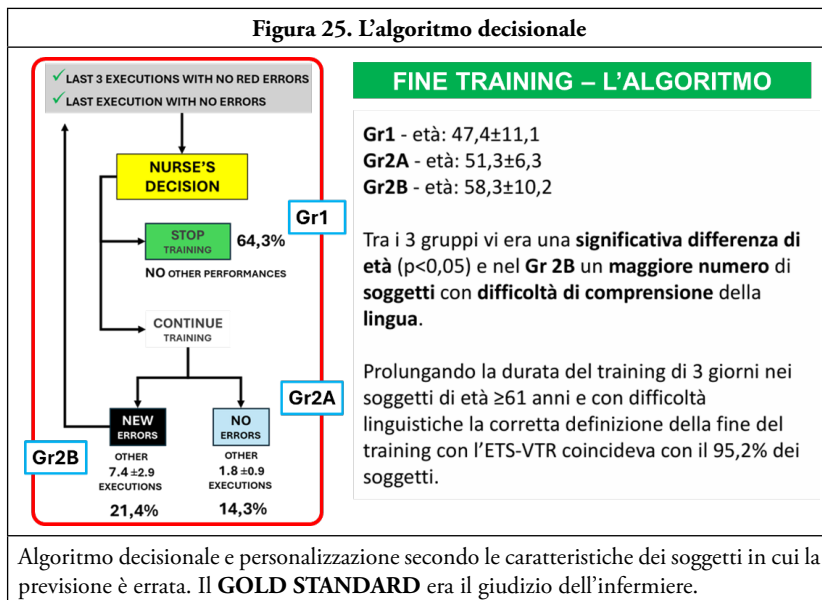 Figura 25. L'algoritmo decisionale
✓LAST 3 EXECUTIONS WITH NO RED ERRORS
✓LAST EXECUTION WITH NO ERRORS
NURSE'S
DECISION
Gr1
STOP
TRAINING
64,3%
NO OTHER PERFORMANCES
CONTINUE
TRAINING
Gr2A
NEW
ERRORS
NO
ERRORS
Gr2B
OTHER
7.4 ±2.9
EXECUTIONS
21,4%
OTHER
1.8 ±0.9
EXECUTIONS
14,3%
FINE TRAINING – L'ALGORITMO
Gr1 - età: 47,4±11,1
Gr2A - età: 51,3±6,3
Gr2B - età: 58,3±10,2
Tra i 3 gruppi vi era una significativa differenza di
età (p<0,05) e nel Gr 2B un maggiore numero di
soggetti con difficoltà di comprensione della
lingua.
Prolungando la durata del training di 3 giorni nei
soggetti di età ≥61 anni e con difficoltà
linguistiche la corretta definizione della fine del
training con l'ETS-VTR coincideva con il 95,2% dei
soggetti.
Algoritmo decisionale e personalizzazione secondo le caratteristiche dei soggetti in cui la
previsione è errata. Il GOLD STANDARD era il giudizio dell'infermiere.